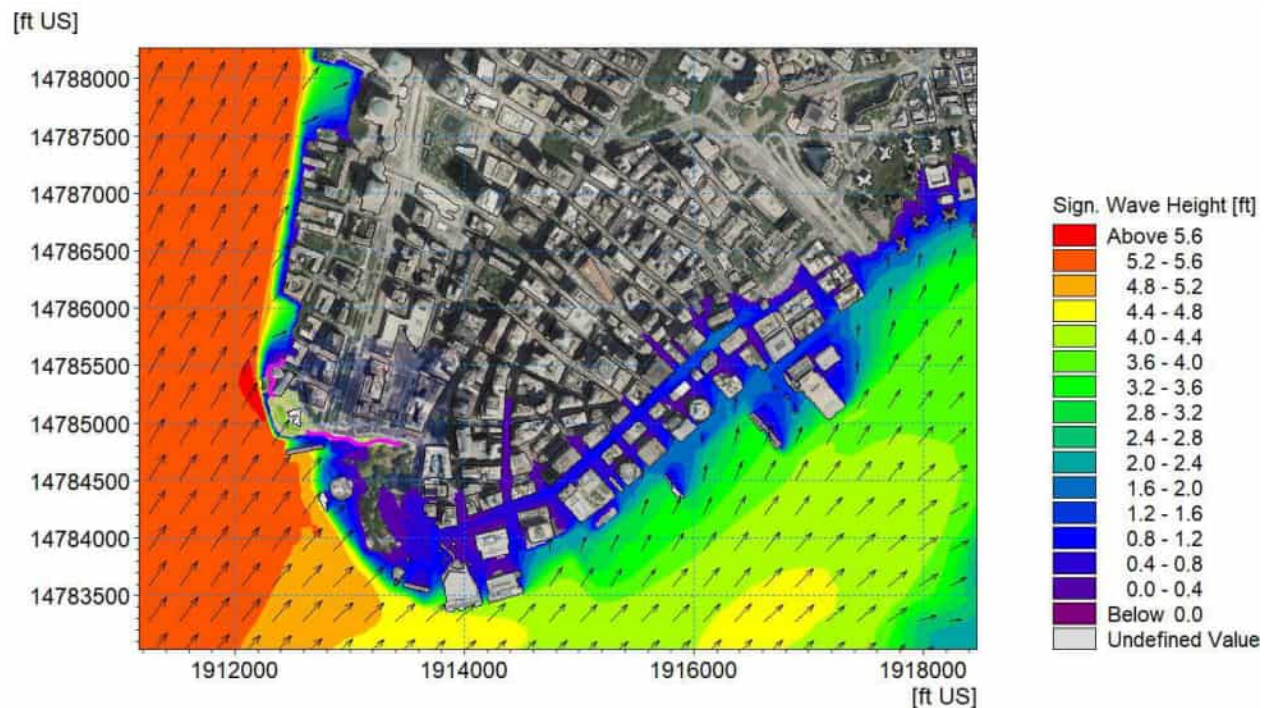 [ft US]
14788000
14787500
14787000
14786500
14786000
14785500
14785000
14784500
14784000
14783500
1912000 1914000 1916000 1918000
[ft US]
Sign. Wave Height [ft]
Above 5.6
5.2 - 5.6
4.8 - 5.2
4.4 - 4.8
4.0 - 4.4
3.6 - 4.0
3.2 - 3.6
2.8 - 3.2
2.4 - 2.8
2.0 - 2.4
1.6 - 2.0
1.2 - 1.6
0.8 - 1.2
0.4 - 0.8
0.0 - 0.4
Below 0.0
Undefined Value